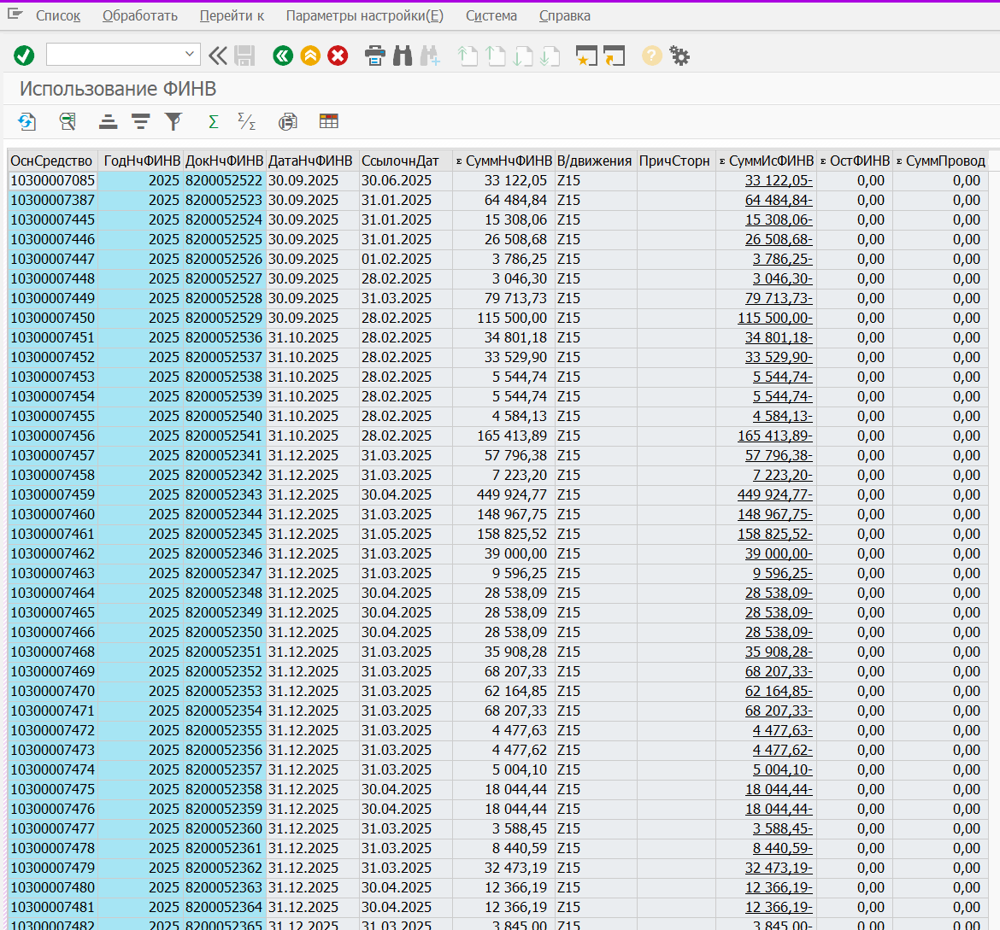 Список Обработать Перейти к Параметры настройки(Е) Система Справка
Использование ФИНВ
ОснСредство ГодНчФИНВ ДокНчФИНВ ДатаНчФИНВ СсылочнДат Σ СуммНчФИНВ В/движения ПричСторн Σ СуммИсФИНВ Σ ОстФИНВ Σ СуммПровод
10300007085 2025 8200052522 30.09.2025 30.06.2025 33 122,05 Z15 33 122,05- 0,00 0,00
10300007387 2025 8200052523 30.09.2025 31.01.2025 64 484,84 Z15 64 484,84- 0,00 0,00
10300007445 2025 8200052524 30.09.2025 31.01.2025 15 308,06 Z15 15 308,06- 0,00 0,00
10300007446 2025 8200052525 30.09.2025 31.01.2025 26 508,68 Z15 26 508,68- 0,00 0,00
10300007447 2025 8200052526 30.09.2025 01.02.2025 3 786,25 Z15 3 786,25- 0,00 0,00
10300007448 2025 8200052527 30.09.2025 28.02.2025 3 046,30 Z15 3 046,30- 0,00 0,00
10300007449 2025 8200052528 30.09.2025 31.03.2025 79 713,73 Z15 79 713,73- 0,00 0,00
10300007450 2025 8200052529 30.09.2025 28.02.2025 115 500,00 Z15 115 500,00- 0,00 0,00
10300007451 2025 8200052536 31.10.2025 28.02.2025 34 801,18 Z15 34 801,18- 0,00 0,00
10300007452 2025 8200052537 31.10.2025 28.02.2025 33 529,90 Z15 33 529,90- 0,00 0,00
10300007453 2025 8200052538 31.10.2025 28.02.2025 5 544,74 Z15 5 544,74- 0,00 0,00
10300007454 2025 8200052539 31.10.2025 28.02.2025 5 544,74 Z15 5 544,74- 0,00 0,00
10300007455 2025 8200052540 31.10.2025 28.02.2025 4 584,13 Z15 4 584,13- 0,00 0,00
10300007456 2025 8200052541 31.10.2025 28.02.2025 165 413,89 Z15 165 413,89- 0,00 0,00
10300007457 2025 8200052341 31.12.2025 31.03.2025 57 796,38 Z15 57 796,38- 0,00 0,00
10300007458 2025 8200052342 31.12.2025 31.03.2025 7 223,20 Z15 7 223,20- 0,00 0,00
10300007459 2025 8200052343 31.12.2025 30.04.2025 449 924,77 Z15 449 924,77- 0,00 0,00
10300007460 2025 8200052344 31.12.2025 31.03.2025 148 967,75 Z15 148 967,75- 0,00 0,00
10300007461 2025 8200052345 31.12.2025 31.05.2025 158 825,52 Z15 158 825,52- 0,00 0,00
10300007462 2025 8200052346 31.12.2025 31.03.2025 39 000,00 Z15 39 000,00- 0,00 0,00
10300007463 2025 8200052347 31.12.2025 31.03.2025 9 596,25 Z15 9 596,25- 0,00 0,00
10300007464 2025 8200052348 31.12.2025 30.04.2025 28 538,09 Z15 28 538,09- 0,00 0,00
10300007465 2025 8200052349 31.12.2025 30.04.2025 28 538,09 Z15 28 538,09- 0,00 0,00
10300007466 2025 8200052350 31.12.2025 30.04.2025 28 538,09 Z15 28 538,09- 0,00 0,00
10300007468 2025 8200052351 31.12.2025 31.03.2025 35 908,28 Z15 35 908,28- 0,00 0,00
10300007469 2025 8200052352 31.12.2025 31.03.2025 68 207,33 Z15 68 207,33- 0,00 0,00
10300007470 2025 8200052353 31.12.2025 31.03.2025 62 164,85 Z15 62 164,85- 0,00 0,00
10300007471 2025 8200052354 31.12.2025 31.03.2025 68 207,33 Z15 68 207,33- 0,00 0,00
10300007472 2025 8200052355 31.12.2025 31.03.2025 4 477,63 Z15 4 477,63- 0,00 0,00
10300007473 2025 8200052356 31.12.2025 31.03.2025 4 477,62 Z15 4 477,62- 0,00 0,00
10300007474 2025 8200052357 31.12.2025 31.03.2025 5 004,10 Z15 5 004,10- 0,00 0,00
10300007475 2025 8200052358 31.12.2025 30.04.2025 18 044,44 Z15 18 044,44- 0,00 0,00
10300007476 2025 8200052359 31.12.2025 30.04.2025 18 044,44 Z15 18 044,44- 0,00 0,00
10300007477 2025 8200052360 31.12.2025 31.03.2025 3 588,45 Z15 3 588,45- 0,00 0,00
10300007478 2025 8200052361 31.12.2025 31.03.2025 8 440,59 Z15 8 440,59- 0,00 0,00
10300007479 2025 8200052362 31.12.2025 31.03.2025 32 473,19 Z15 32 473,19- 0,00 0,00
10300007480 2025 8200052363 31.12.2025 30.04.2025 12 366,19 Z15 12 366,19- 0,00 0,00
10300007481 2025 8200052364 31.12.2025 30.04.2025 12 366,19 Z15 12 366,19- 0,00 0,00
10300007482 2025 8200052365 31.12.2025 31.03.2025 3 845,00 Z15 3 845,00- 0,00 0,00